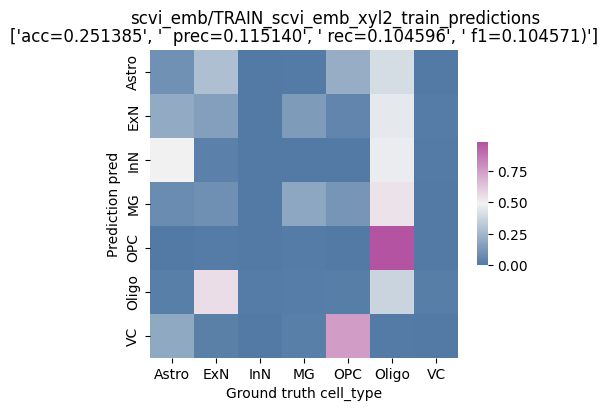 scvi_emb/TRAIN_scvi_emb_xyl2_train_predictions
['acc=0.251385', '  prec=0.115140', ' rec=0.104596', ' f1=0.104571)']
Prediction pred
Astro
ExN
InN
MG
OPC
Oligo
VC
Astro ExN InN MG OPC Oligo VC
Ground truth cell_type
0.75
0.50
0.25
0.00